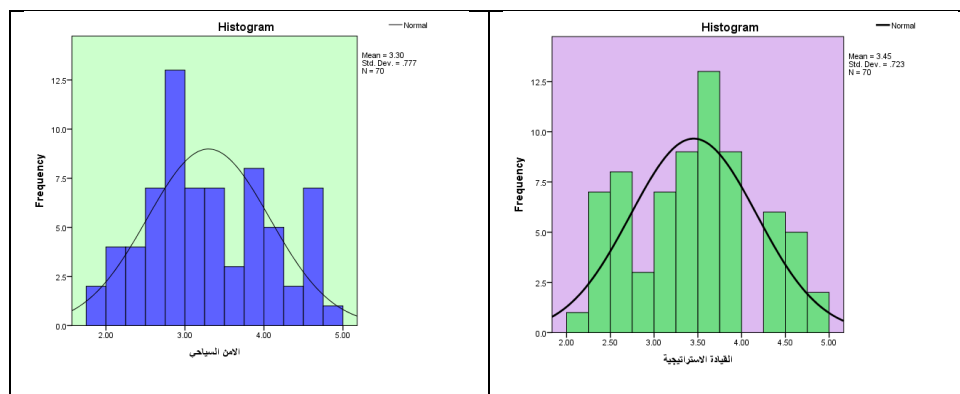 Histogram
Normal
Mean = 3.30
Std. Dev. = .777
N = 70
Frequency
12.5
10.0
7.5
5.0
2.5
0.0
2.00 3.00 4.00 5.00
الامن السياحي
Histogram
Normal
Mean = 3.45
Std. Dev. = .723
N = 70
Frequency
12.5
10.0
7.5
5.0
2.5
0.0
2.00 2.50 3.00 3.50 4.00 4.50 5.00
القيادة الاستراتيجية